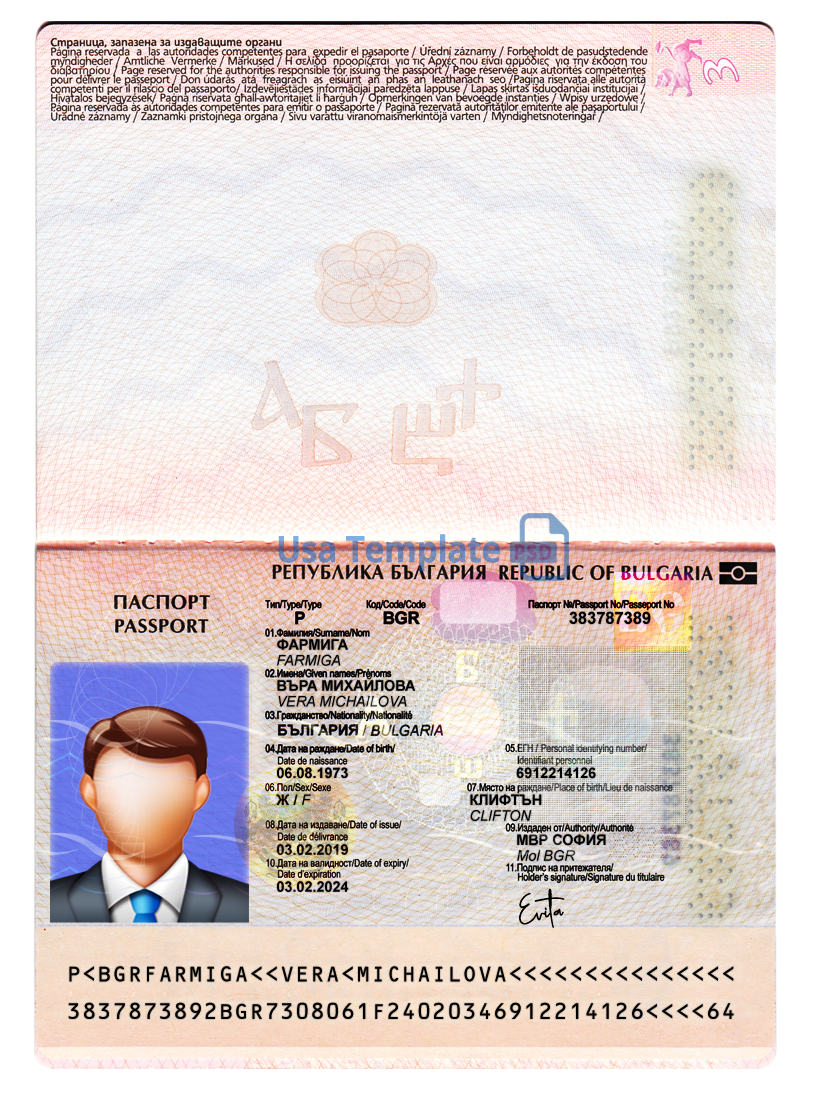 Страница, запазена за издаващите органи
Página reservada a las autoridades competentes para expedir el pasaporte / Úřední záznamy / Forbeholdt de pasudstedende
myndigheder / Amtliche Vermerke / Märkused / Η σελίδα προορίζεται για τις Αρχές που είναι αρμόδιες για την έκδοση του
διαβατηρίου / Page reserved for the authorities responsible for issuing the passport / Page réservée aux autorités compétentes
pour délivrer le passeport / Don údarás atá freagrach as eisiúint an phas an leathanach seo / Pagina riservata alle autorità
competenti per il rilascio del passaporto/ Izdevējiestādes informācijai paredzēta lappuse / Lapas skirtas išduodančiai institucijai /
Hivatalos bejegyzések/ Paġna riservata għall-awtoritajiet li ħarġuh / Opmerkingen van bevoegde instanties / Wpisy urzędowe /
Página reservada às autoridades competentes para emitir o passaporte / Pagină rezervată autorităților emitente ale pașaportului /
Úradné záznamy / Zaznamki pristojnega organa / Sivu varattu viranomaismerkintöjä varten / Myndighetsnoteringar /
АБ
Usa Template PSD
РЕПУБЛИКА БЪЛГАРИЯ REPUBLIC OF BULGARIA
ПАСПОРТ
PASSPORT
Тип/Type/Type Код/Code/Code Паспорт №/Passport No/Passeport No
P BGR 383787389
01.Фамилия/Surname/Nom
ФАРМИГА
FARMIGA
02.Имена/Given names/Prénoms
ВЪРА МИХАЙЛОВА
VERA MICHAILOVA
03.Гражданство/Nationality/Nationalité
БЪЛГАРИЯ / BULGARIA
04.Дата на раждане/Date of birth/ 05.ЕГН / Personal identifying number/
Date de naissance Identifiant personnel
06.08.1973 6912214126
06.Пол/Sex/Sexe 07.Място на раждане/Place of birth/Lieu de naissance
Ж / F КЛИФТЪН
CLIFTON
08.Дата на издаване/Date of issue/ 09.Издаден от/Authority/Autorité
Date de délivrance МВР СОФИЯ
03.02.2019 MoI BGR
10.Дата на валидност/Date of expiry/ 11.Подпис на притежателя/
Date d'expiration Holder's signature/Signature du titulaire
03.02.2024
Evita
P<BGRFARMIGA<<VERA<MICHAILOVA<<<<<<<<<<<<<<<
3837873892BGR7308061F24020346912214126<<<<64